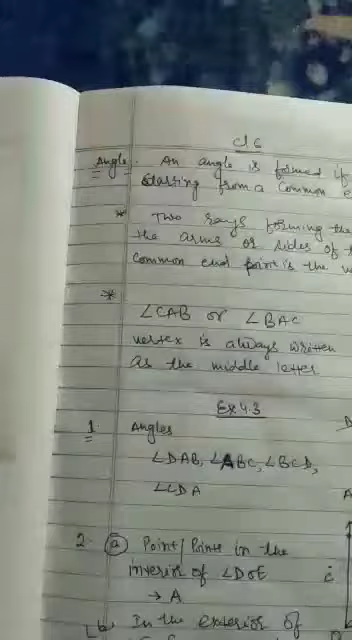 cl 6
Angle. An angle is formed if
starting from a common e
* Two rays forming the
the arms or sides of t
common end point is the v
*
∠CAB or ∠BAC
vertex is always written
as the middle letter
Ex 4.3
1 Angles
∠DAB, ∠ABC, ∠BCD,
∠CDA
2. (a) Point/Points in the
interior of ∠DOE
→ A
b. In the exterior of